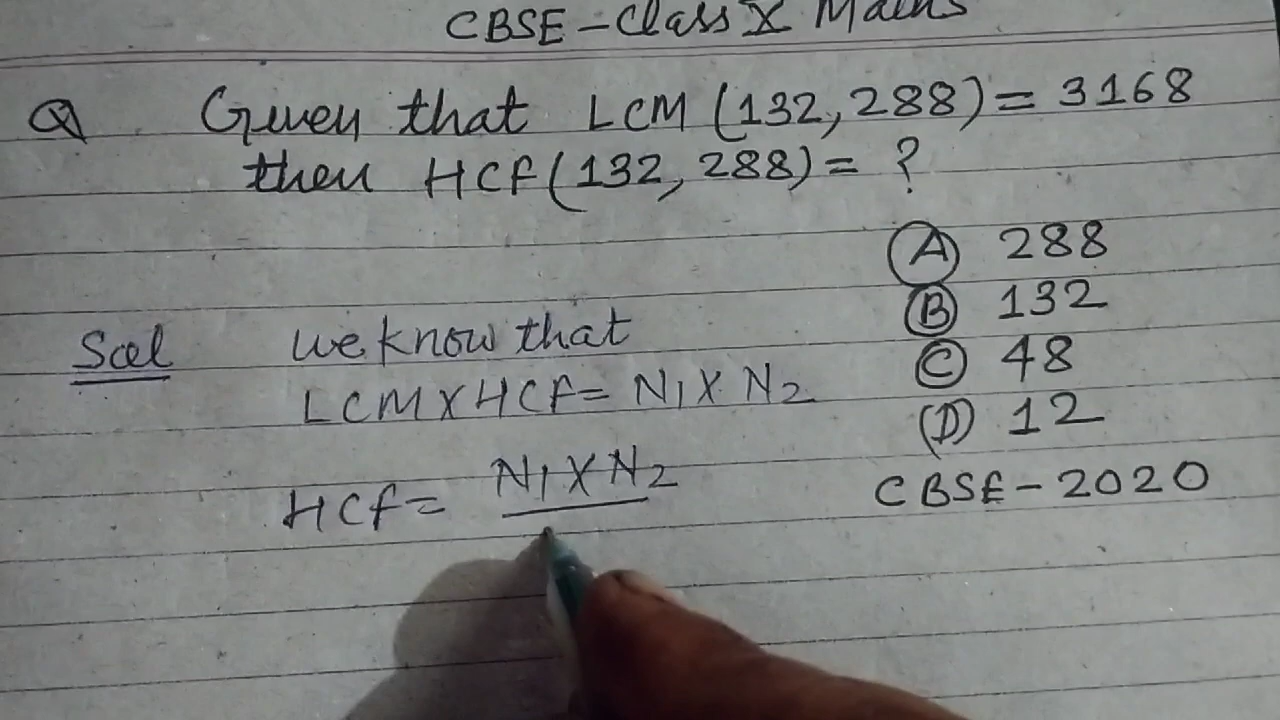 CBSE - Class X Maths
Q Given that LCM (132, 288) = 3168
then HCF (132, 288) = ?
(A) 288
(B) 132
(C) 48
(D) 12
CBSE - 2020
Sol we know that
LCM X HCF = N1 X N2
HCF = N1 X N2